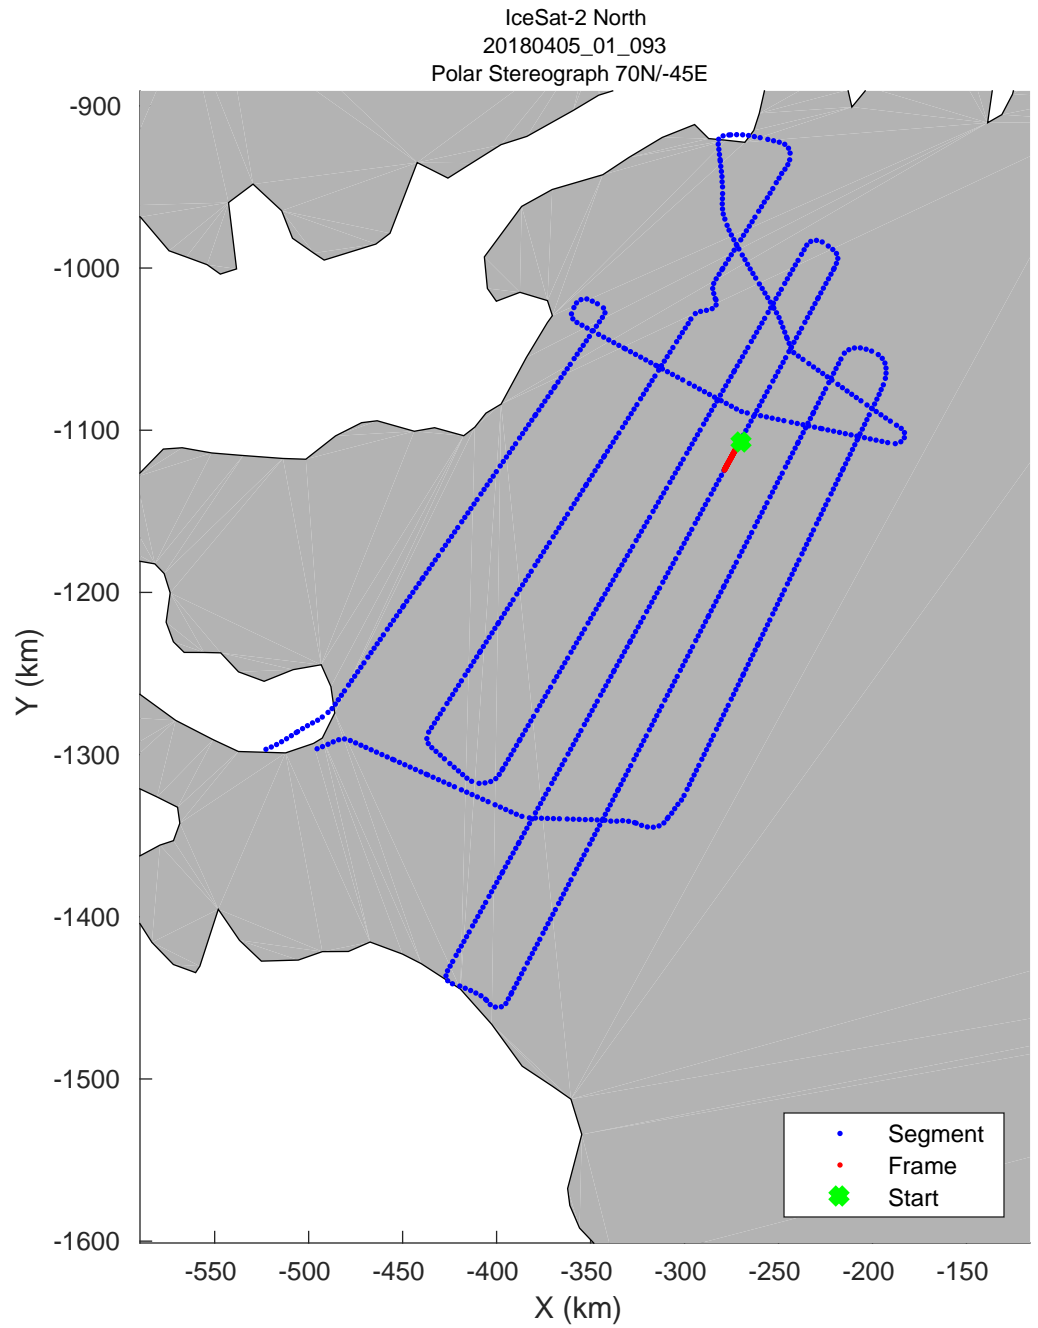 IceSat-2 North
20180405_01_093
Polar Stereograph 70N/-45E
-900
-1000
-1100
-1200
-1300
-1400
-1500
-1600
Y (km)
-550 -500 -450 -400 -350 -300 -250 -200 -150
X (km)
Segment
Frame
Start